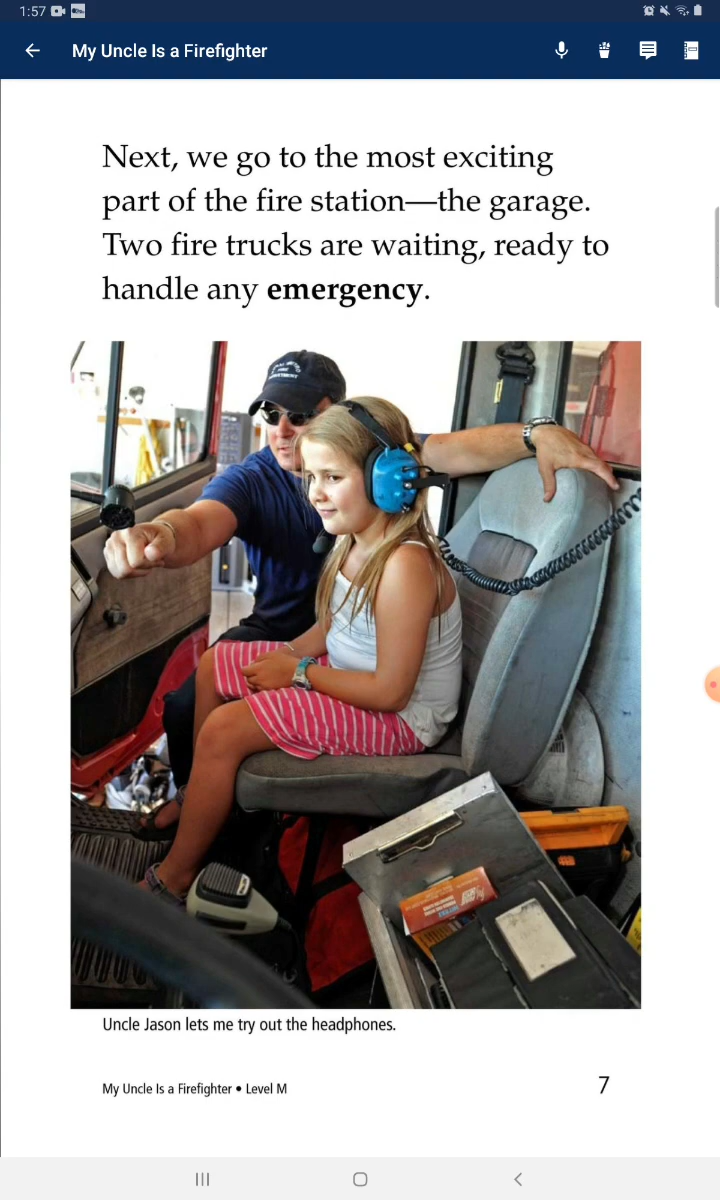 1:57
My Uncle Is a Firefighter
Next, we go to the most exciting
part of the fire station—the garage.
Two fire trucks are waiting, ready to
handle any emergency.
Uncle Jason lets me try out the headphones.
My Uncle Is a Firefighter • Level M
7